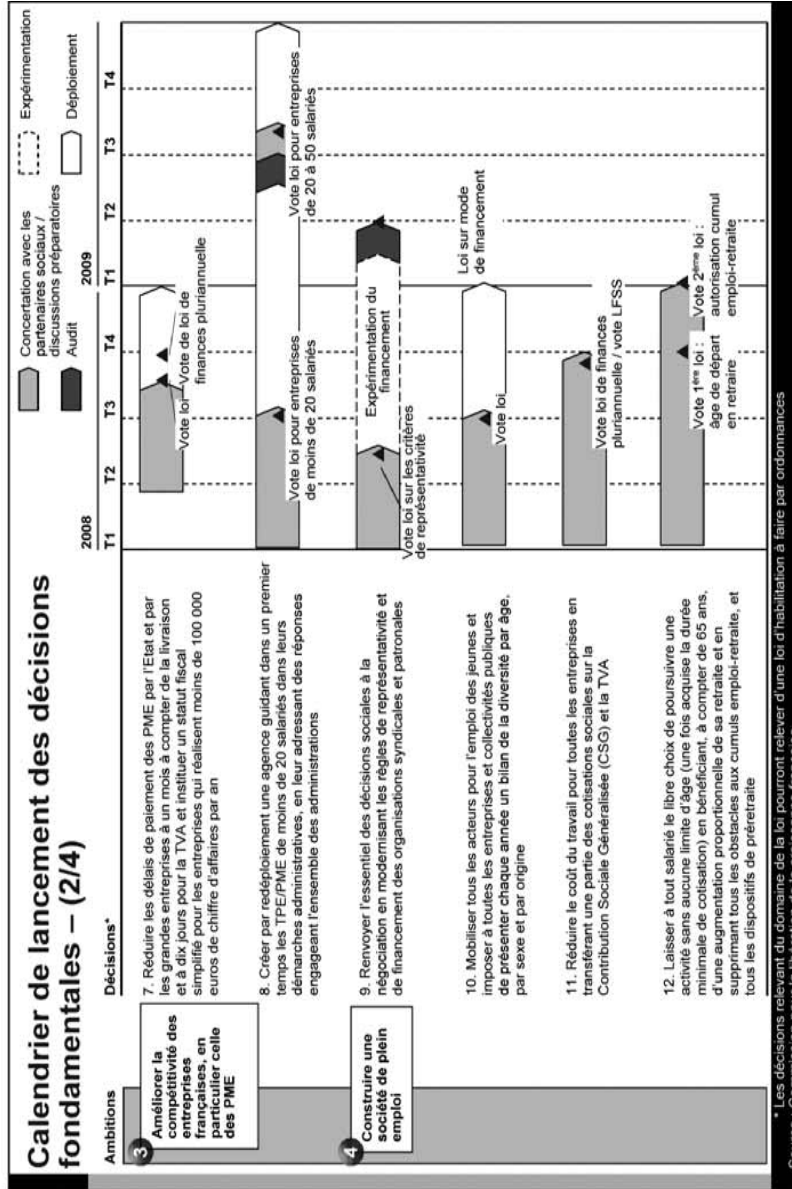 Calendrier de lancement des décisions
fondamentales – (2/4)
Concertation avec les
partenaires sociaux /
discussions préparatoires
Audit
Expérimentation
Déploiement
Ambitions
Décisions*
2008
2009
T1
T2
T3
T4
T1
T2
T3
T4
3
Améliorer la
compétitivité des
entreprises
françaises, en
particulier celle
des PME
7. Réduire les délais de paiement des PME par l'Etat et par
les grandes entreprises à un mois à compter de la livraison
et à dix jours pour la TVA et instituer un statut fiscal
simplifié pour les entreprises qui réalisent moins de 100 000
euros de chiffre d'affaires par an
Vote loi
Vote de loi de
finances pluriannuelle
8. Créer par redéploiement une agence guidant dans un premier
temps les TPE/PME de moins de 20 salariés dans leurs
démarches administratives, en leur adressant des réponses
engageant l'ensemble des administrations
Vote loi pour entreprises
de moins de 20 salariés
Vote loi pour entreprises
de 20 à 50 salariés
4
Construire une
société de plein
emploi
9. Renvoyer l'essentiel des décisions sociales à la
négociation en modernisant les règles de représentativité et
de financement des organisations syndicales et patronales
Vote loi sur les critères
de représentativité
Expérimentation du
financement
10. Mobiliser tous les acteurs pour l'emploi des jeunes et
imposer à toutes les entreprises et collectivités publiques
de présenter chaque année un bilan de la diversité par âge,
par sexe et par origine
Vote loi
Loi sur mode
de financement
11. Réduire le coût du travail pour toutes les entreprises en
transférant une partie des cotisations sociales sur la
Contribution Sociale Généralisée (CSG) et la TVA
Vote loi de finances
pluriannuelle / vote LFSS
12. Laisser à tout salarié le libre choix de poursuivre une
activité sans aucune limite d'âge (une fois acquise la durée
minimale de cotisation) en bénéficiant, à compter de 65 ans,
d'une augmentation proportionnelle de sa retraite et en
supprimant tous les obstacles aux cumuls emploi-retraite, et
tous les dispositifs de préretraite
Vote 1ère loi :
âge de départ
en retraire
Vote 2ème loi :
autorisation cumul
emploi-retraite
* Les décisions relevant du domaine de la loi pourront relever d'une loi d'habilitation à faire par ordonnances